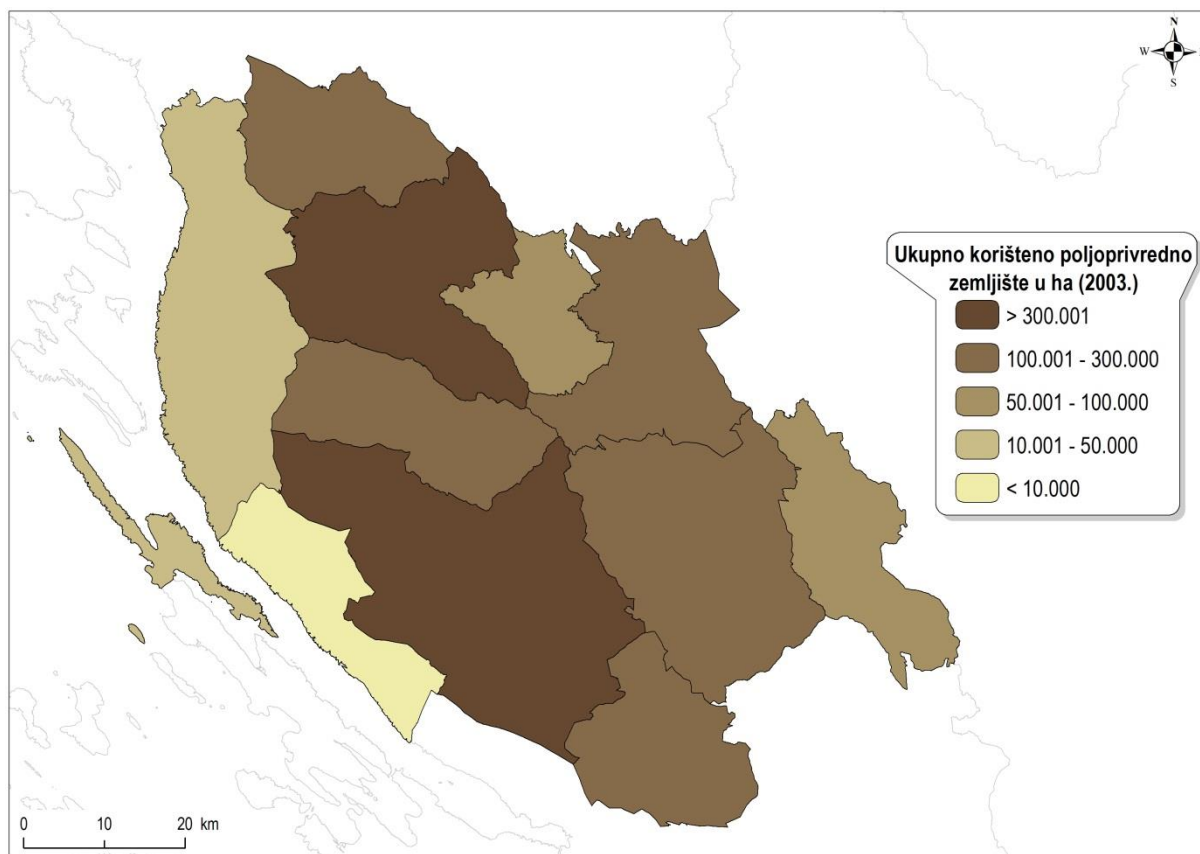 N
W
S
Ukupno korišteno poljoprivredno
zemljište u ha (2003.)
> 300.001
100.001 - 300.000
50.001 - 100.000
10.001 - 50.000
< 10.000
0 10 20 km